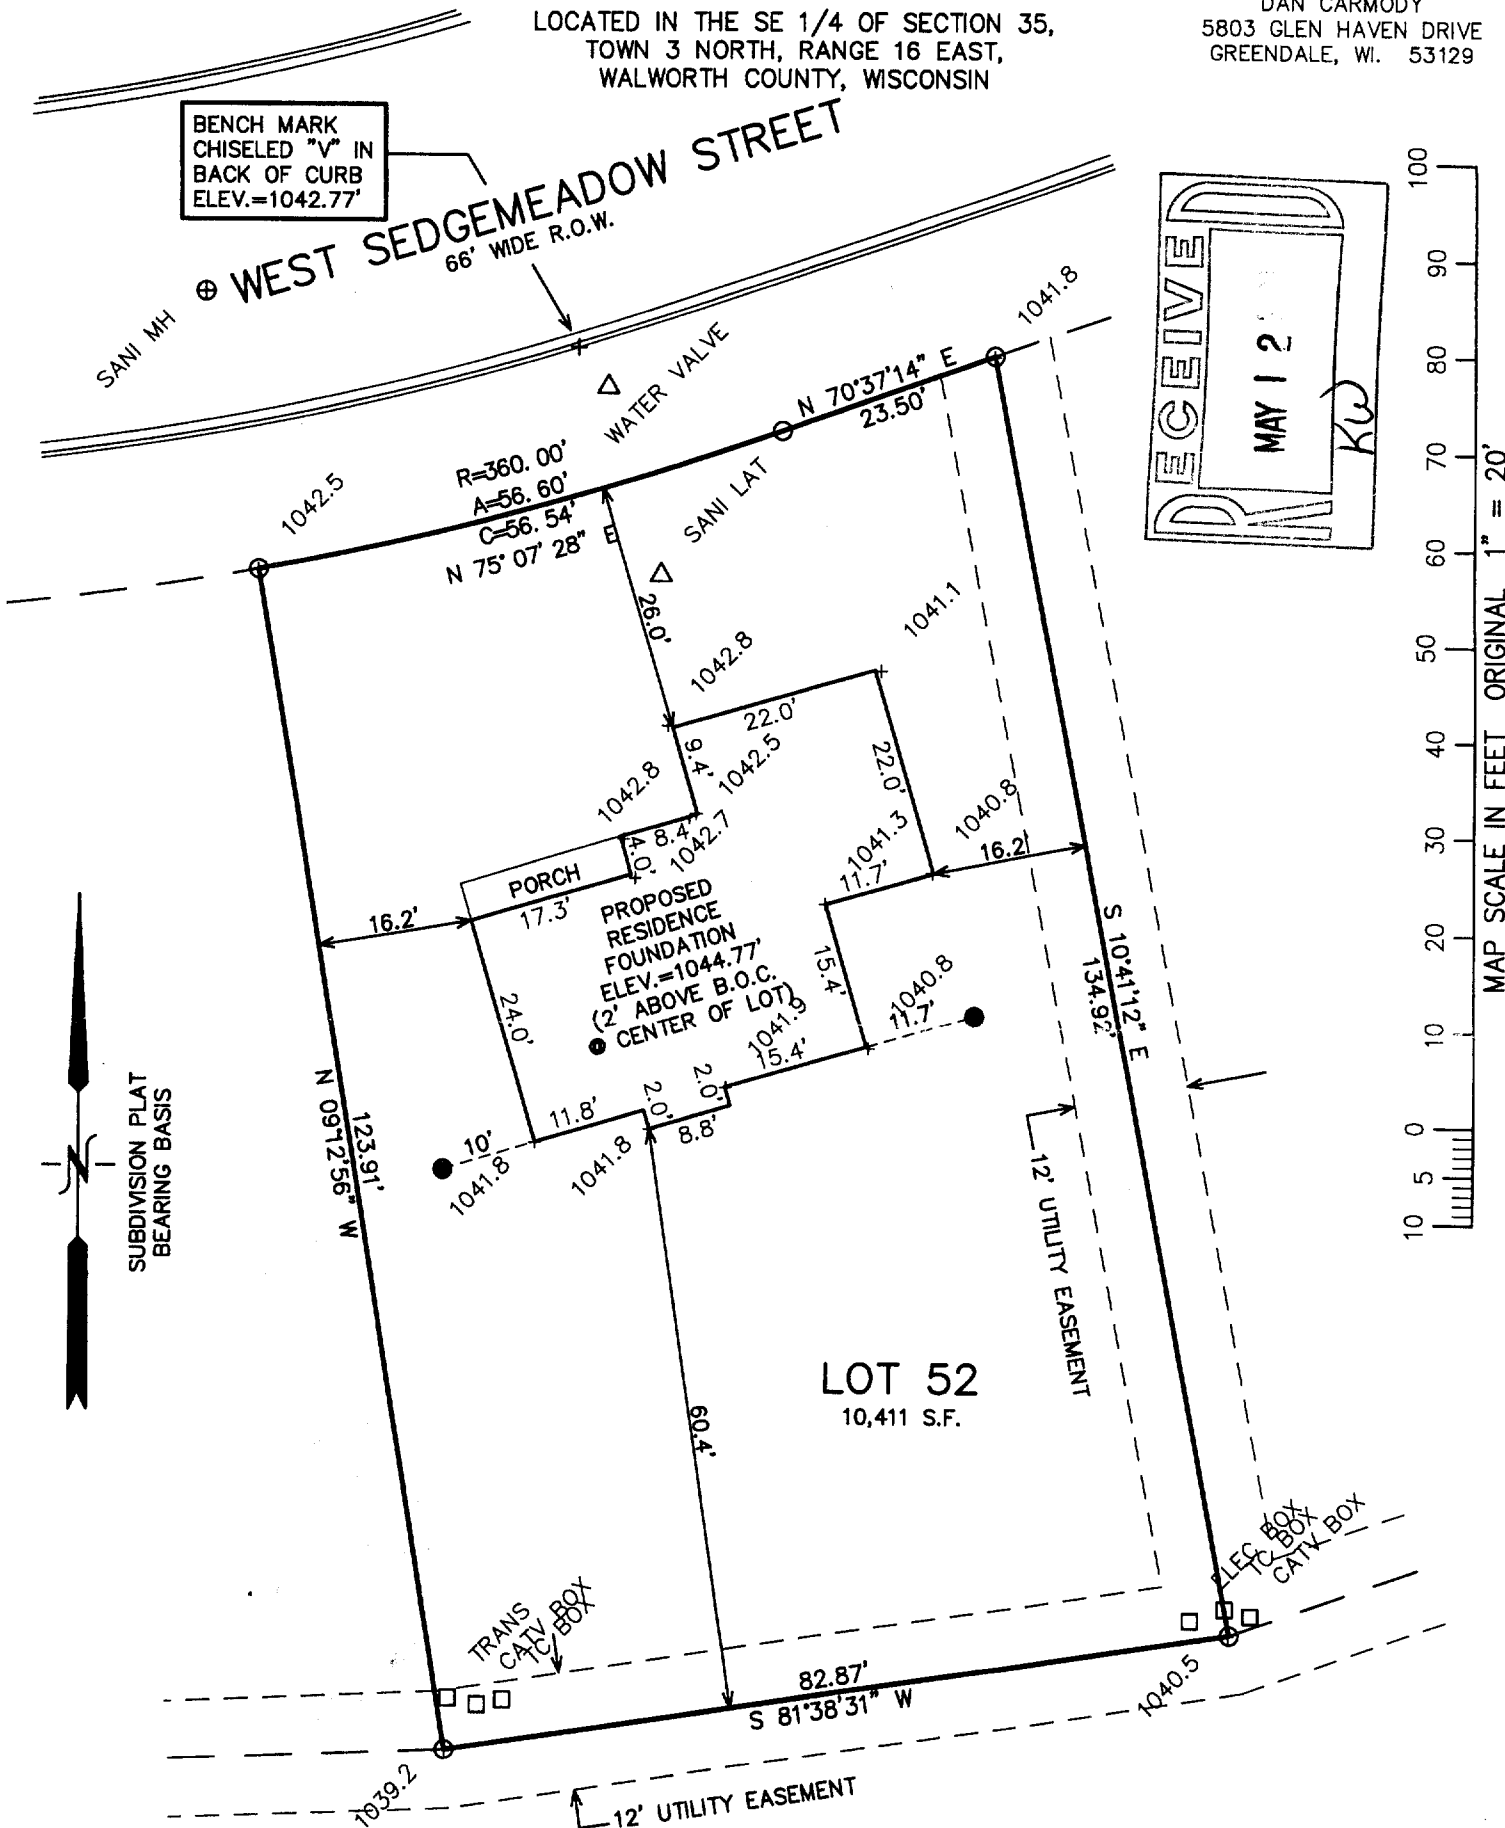 LOCATED IN THE SE 1/4 OF SECTION 35,
TOWN 3 NORTH, RANGE 16 EAST,
WALWORTH COUNTY, WISCONSIN
DAN CARMODY
5803 GLEN HAVEN DRIVE
GREENDALE, WI. 53129
BENCH MARK
CHISELED "V" IN
BACK OF CURB
ELEV.=1042.77'
WEST SEDGEMEADOW STREET
66' WIDE R.O.W.
SANI MH
RECEIVED
MAY 12
KW
1041.8
WATER VALVE
N 70°37'14" E
23.50'
R=360.00'
A=56.60'
C=56.54'
N 75°07'28" E
1042.5
SANI LAT
26.0'
1041.1
1042.8
22.0'
9.4'
1042.5
22.0'
1042.8
8.4'
4.0'
1042.7
1040.8
1041.3
16.2'
11.7'
PORCH
17.3'
16.2'
PROPOSED
RESIDENCE
FOUNDATION
ELEV.=1044.77'
(2' ABOVE B.O.C.
CENTER OF LOT)
24.0'
15.4'
1040.8
11.7'
1041.9
15.4'
2.0'
2.0'
8.8'
11.8'
10'
1041.8
1041.8
S 10°41'12" E
134.92'
123.91'
N 09°12'56" W
SUBDIVISION PLAT
BEARING BASIS
N
12' UTILITY EASEMENT
60.4'
LOT 52
10,411 S.F.
ELEC BOX
TC BOX
CATV BOX
TRANS
CATV BOX
TC BOX
82.87'
S 81°38'31" W
1040.5
1039.2
12' UTILITY EASEMENT
100
90
80
70
60
50
40
30
20
10
0
5
10
MAP SCALE IN FEET ORIGINAL 1" = 20'